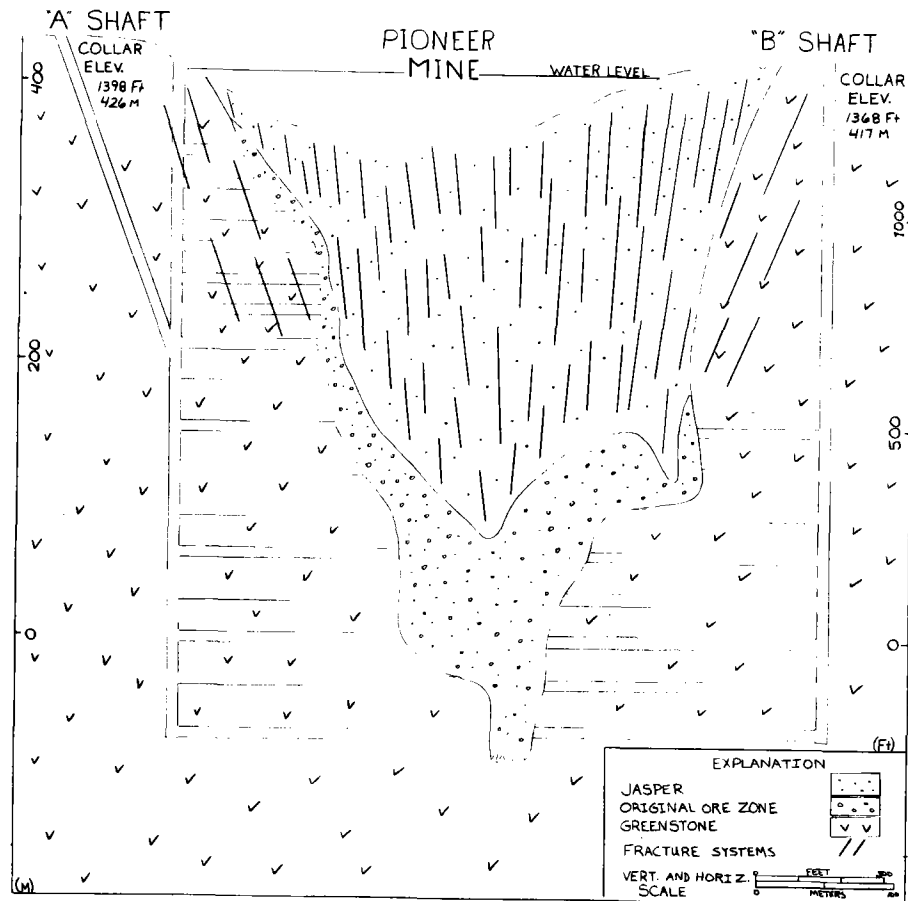 "A" SHAFT
COLLAR
ELEV.
1398 Ft
426 M
PIONEER
MINE
WATER LEVEL
"B" SHAFT
COLLAR
ELEV.
1368 Ft
417 M
400
200
0
(M)
1000
500
0
(Ft)
EXPLANATION
JASPER
ORIGINAL ORE ZONE
GREENSTONE
FRACTURE SYSTEMS
VERT. AND HORIZ.
SCALE
0 FEET 300
0 METERS 100